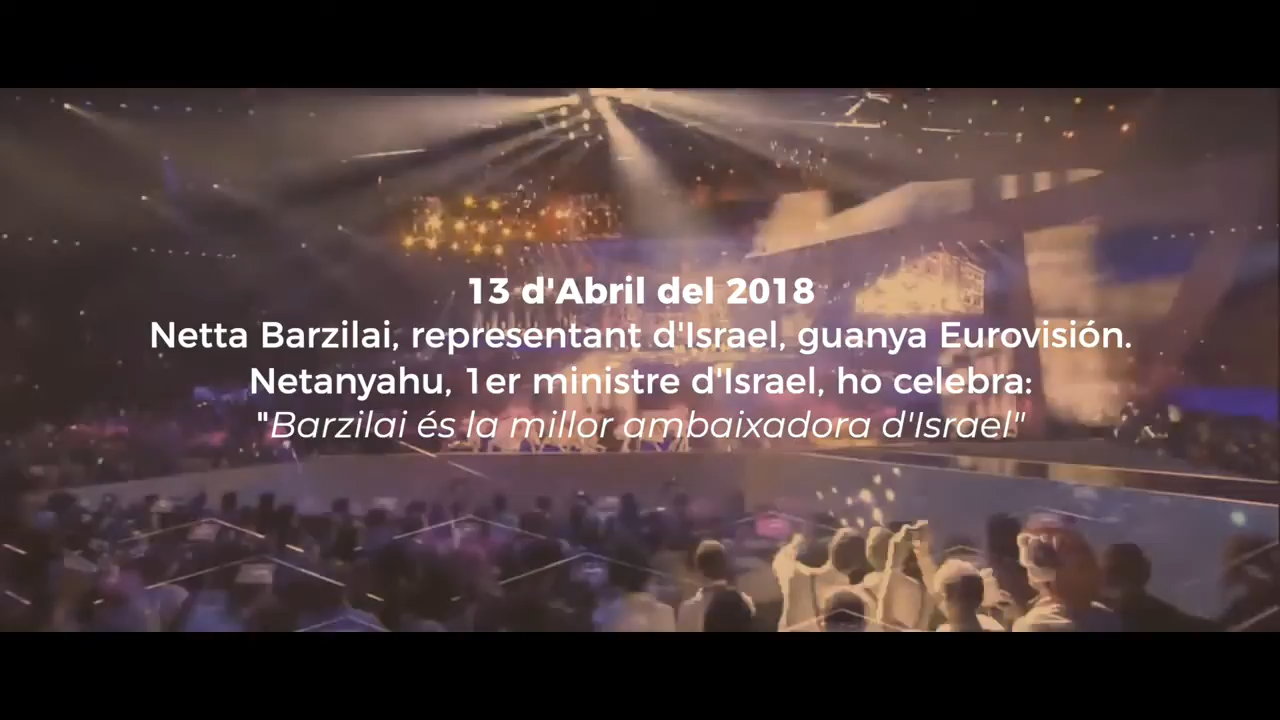 13 d'Abril del 2018
Netta Barzilai, representant d'Israel, guanya Eurovisión.
Netanyahu, 1er ministre d'Israel, ho celebra:
"Barzilai és la millor ambaixadora d'Israel"